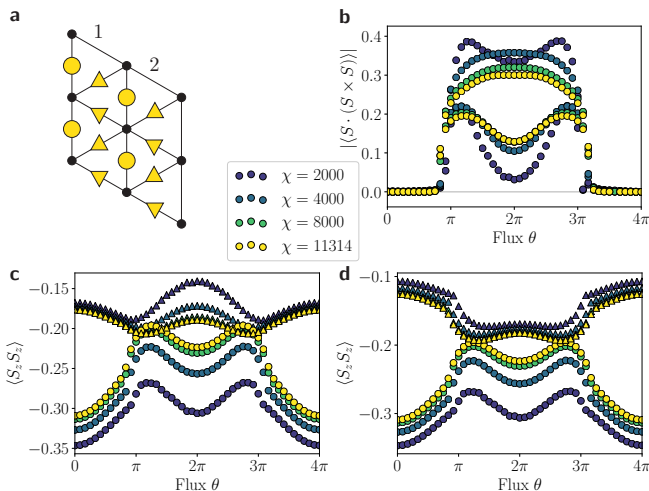 a
1
2
b
|⟨S · (S × S)⟩|
0.4
0.3
0.2
0.1
0.0
0 π 2π 3π 4π
Flux θ
χ = 2000
χ = 4000
χ = 8000
χ = 11314
c
⟨S_z S_z⟩
−0.15
−0.20
−0.25
−0.30
−0.35
0 π 2π 3π 4π
Flux θ
d
⟨S_z S_z⟩
−0.1
−0.2
−0.3
0 π 2π 3π 4π
Flux θ